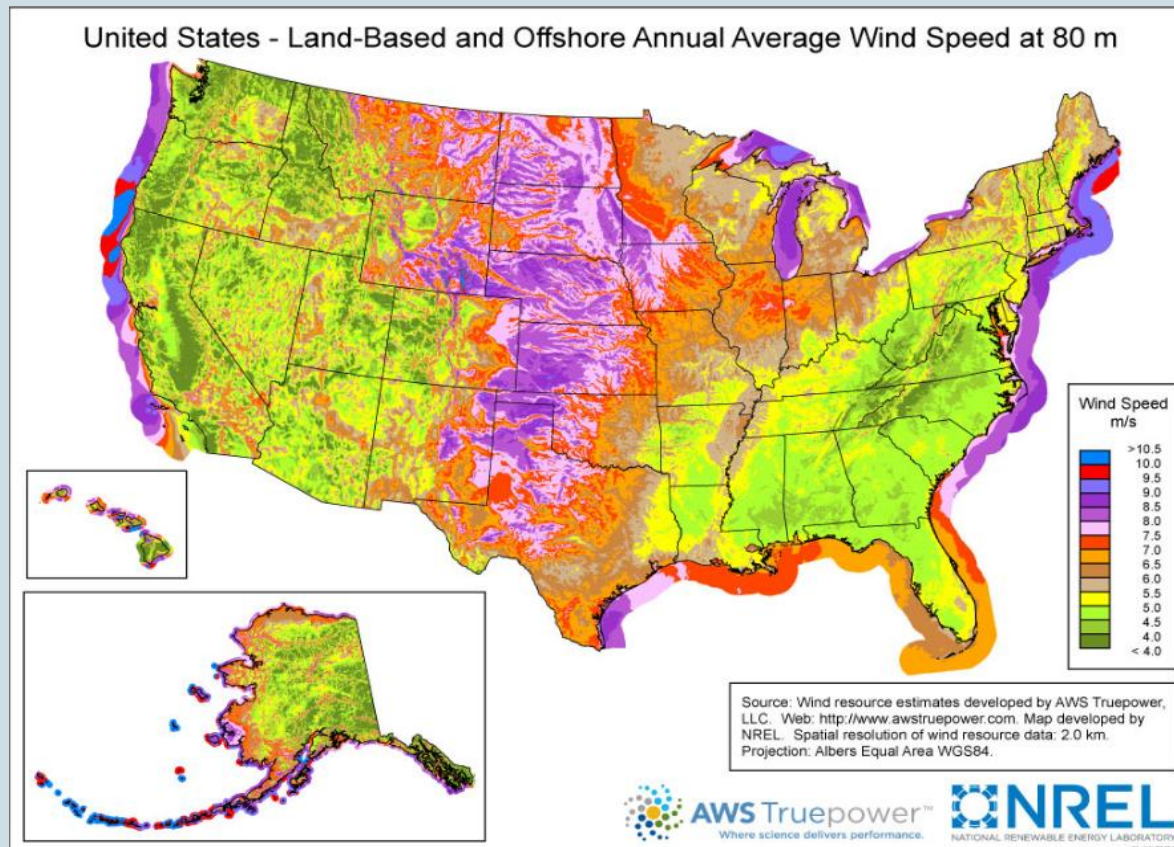 United States - Land-Based and Offshore Annual Average Wind Speed at 80 m
Wind Speed
m/s
>10.5
10.0
9.5
9.0
8.5
8.0
7.5
7.0
6.5
6.0
5.5
5.0
4.5
4.0
< 4.0
Source: Wind resource estimates developed by AWS Truepower,
LLC. Web: http://www.awstruepower.com. Map developed by
NREL. Spatial resolution of wind resource data: 2.0 km.
Projection: Albers Equal Area WGS84.
AWS Truepower™
Where science delivers performance.
NREL
NATIONAL RENEWABLE ENERGY LABORATORY